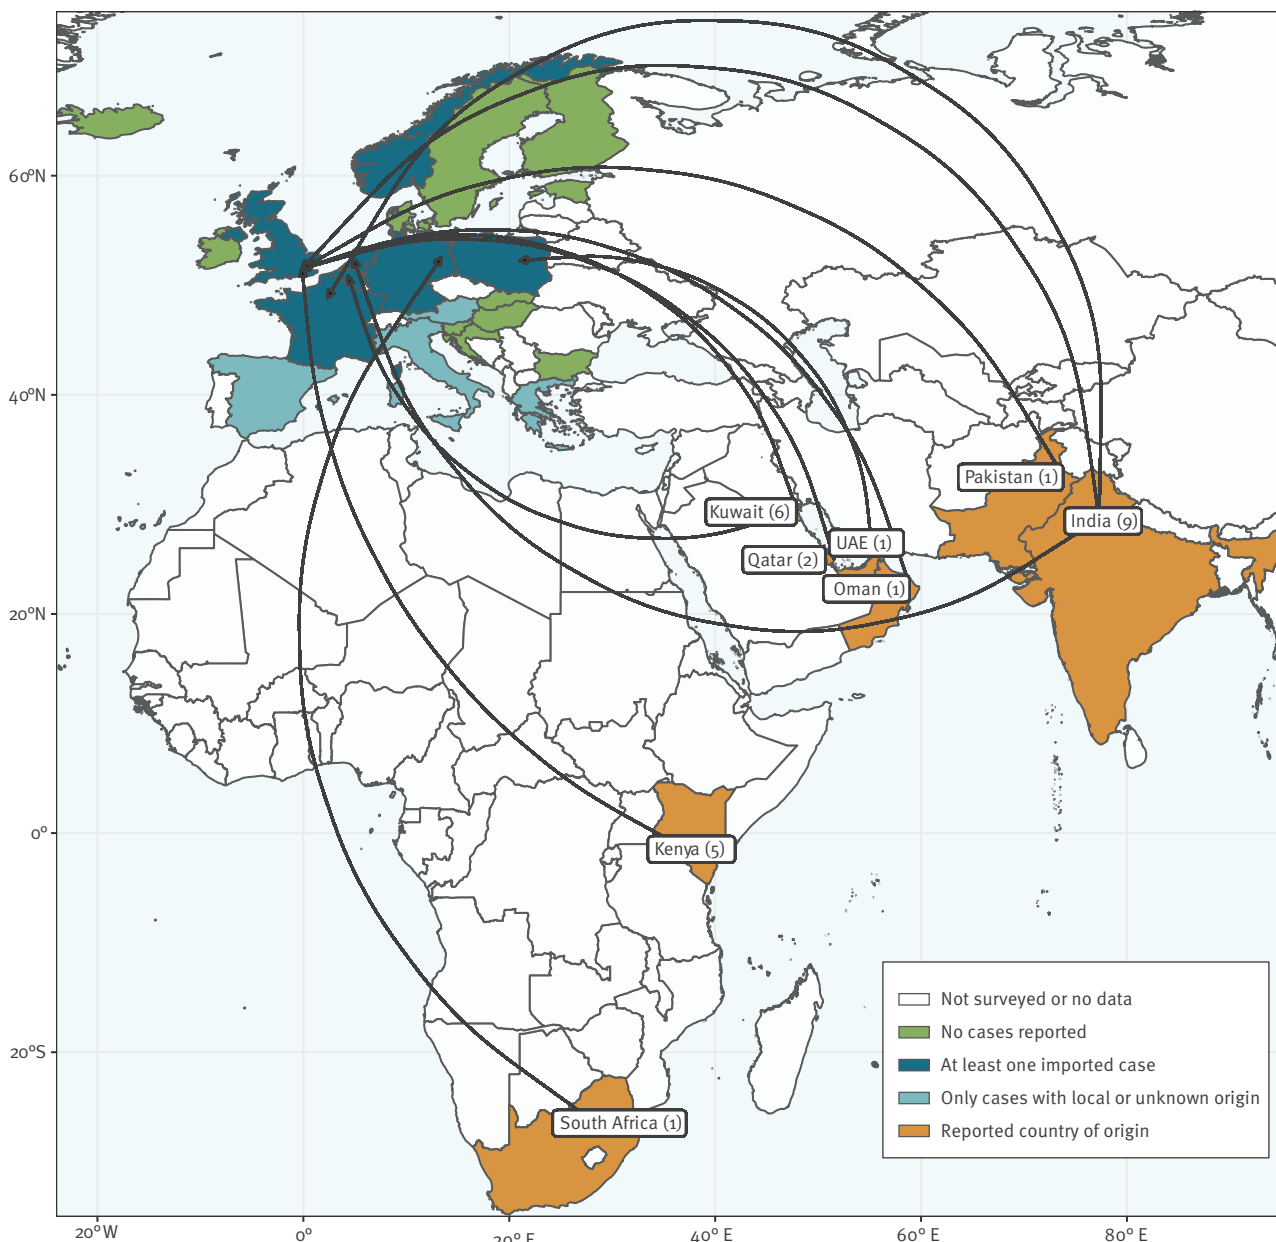 60°N
40°N
20°N
0°
20°S
Pakistan (1)
Kuwait (6)
India (9)
UAE (1)
Qatar (2)
Oman (1)
Kenya (5)
South Africa (1)
Not surveyed or no data
No cases reported
At least one imported case
Only cases with local or unknown origin
Reported country of origin
20°W
0°
20°E
40°E
60°E
80°E